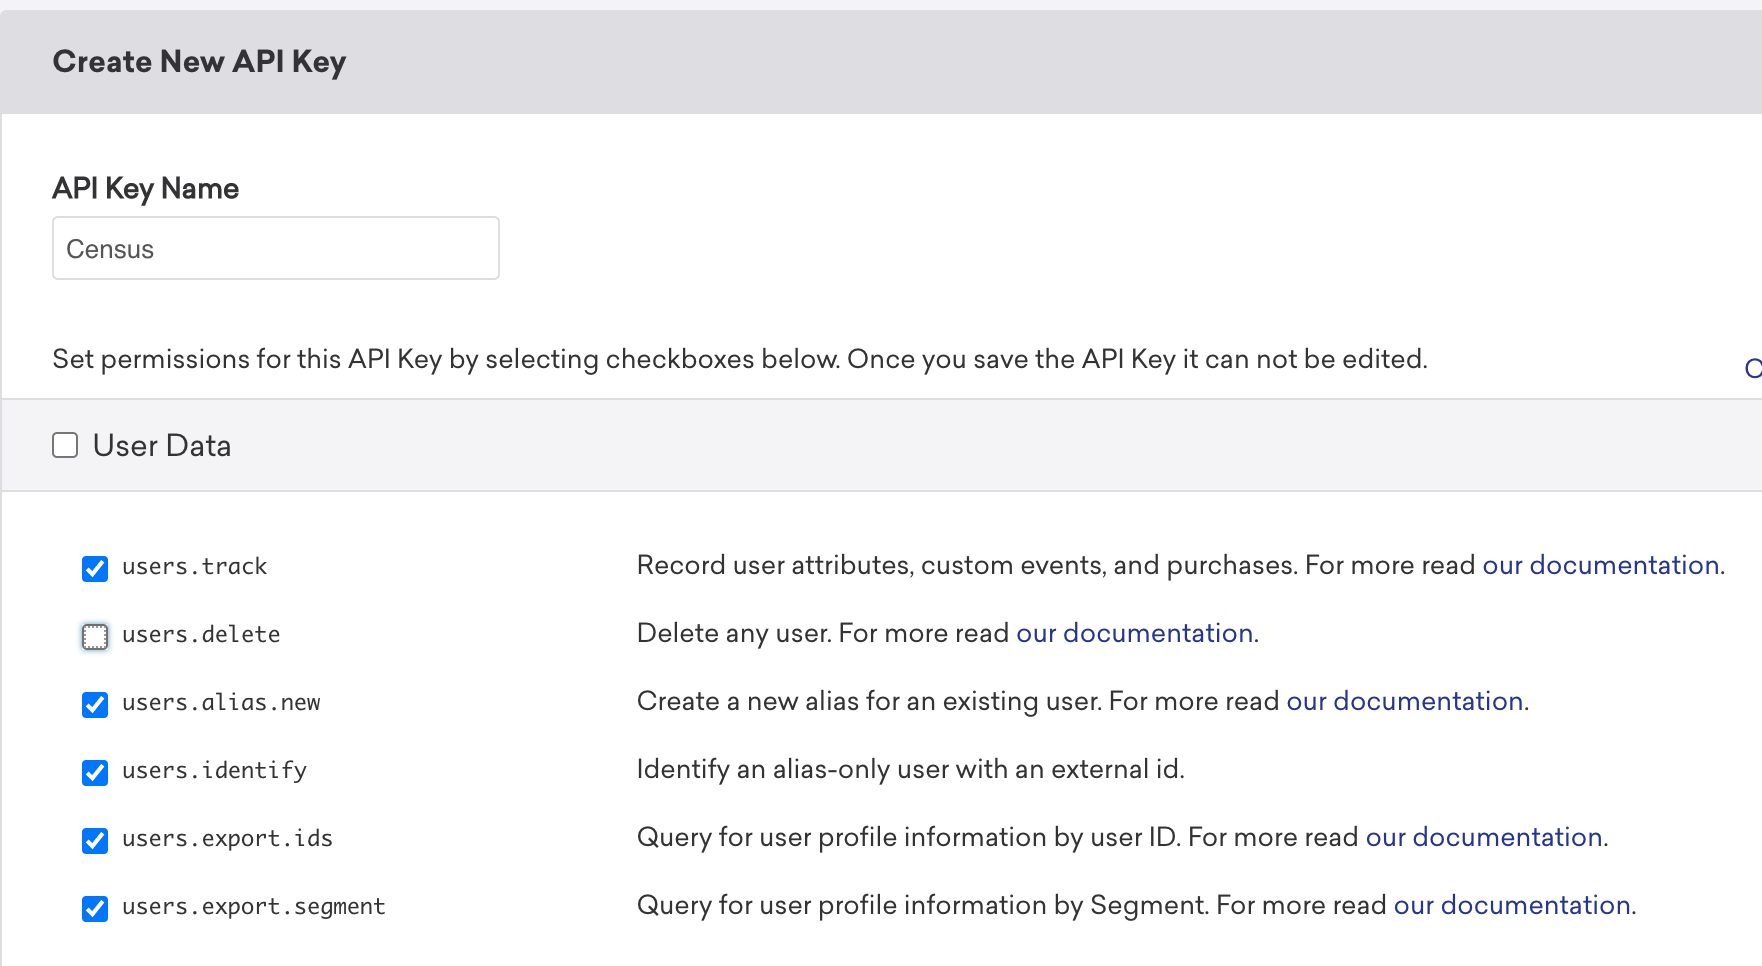 Create New API Key
API Key Name
Census
Set permissions for this API Key by selecting checkboxes below. Once you save the API Key it can not be edited.
User Data
users.track Record user attributes, custom events, and purchases. For more read our documentation.
users.delete Delete any user. For more read our documentation.
users.alias.new Create a new alias for an existing user. For more read our documentation.
users.identify Identify an alias-only user with an external id.
users.export.ids Query for user profile information by user ID. For more read our documentation.
users.export.segment Query for user profile information by Segment. For more read our documentation.